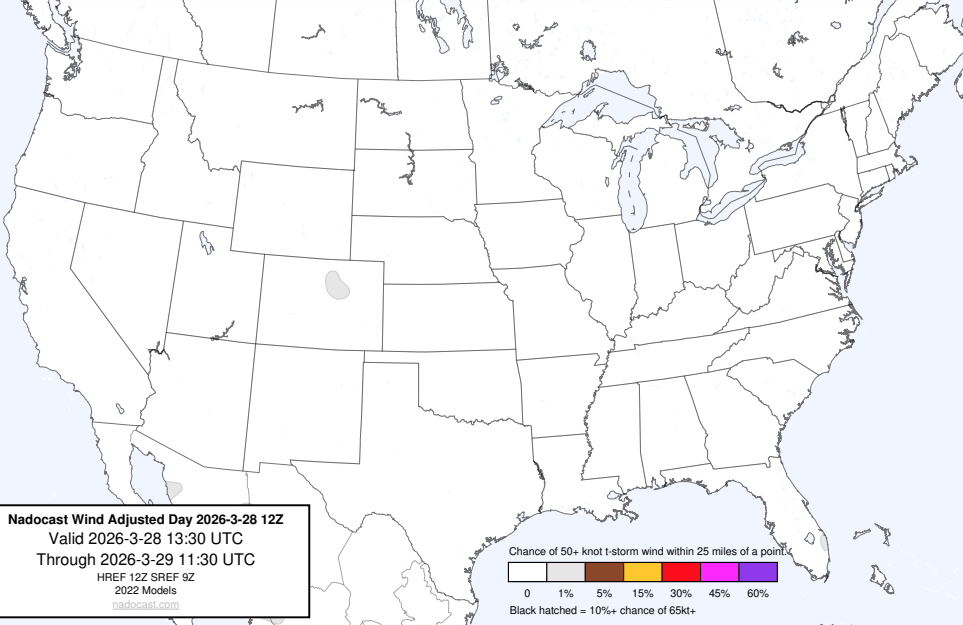 Nadocast Wind Adjusted Day 2026-3-28 12Z
Valid 2026-3-28 13:30 UTC
Through 2026-3-29 11:30 UTC
HREF 12Z SREF 9Z
2022 Models
nadocast.com
Chance of 50+ knot t-storm wind within 25 miles of a point.
0 1% 5% 15% 30% 45% 60%
Black hatched = 10%+ chance of 65kt+